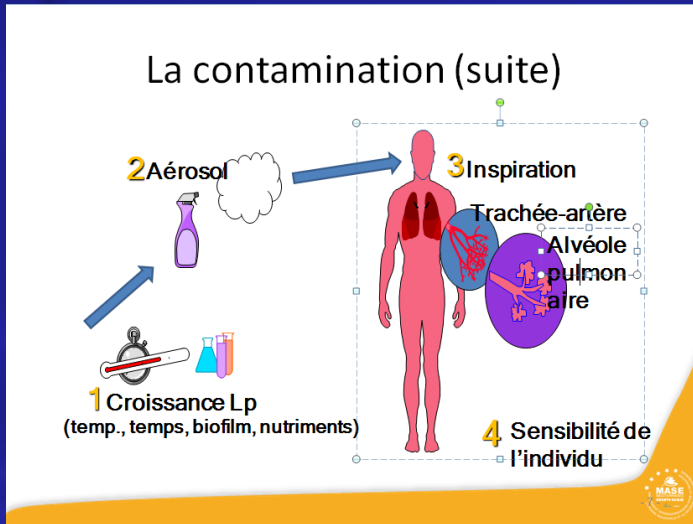 La contamination (suite)
2 Aérosol
3 Inspiration
Trachée-artère
Alvéole
pulmon
aire
1 Croissance Lp
(temp., temps, biofilm, nutriments)
4 Sensibilité de
l'individu
MASE